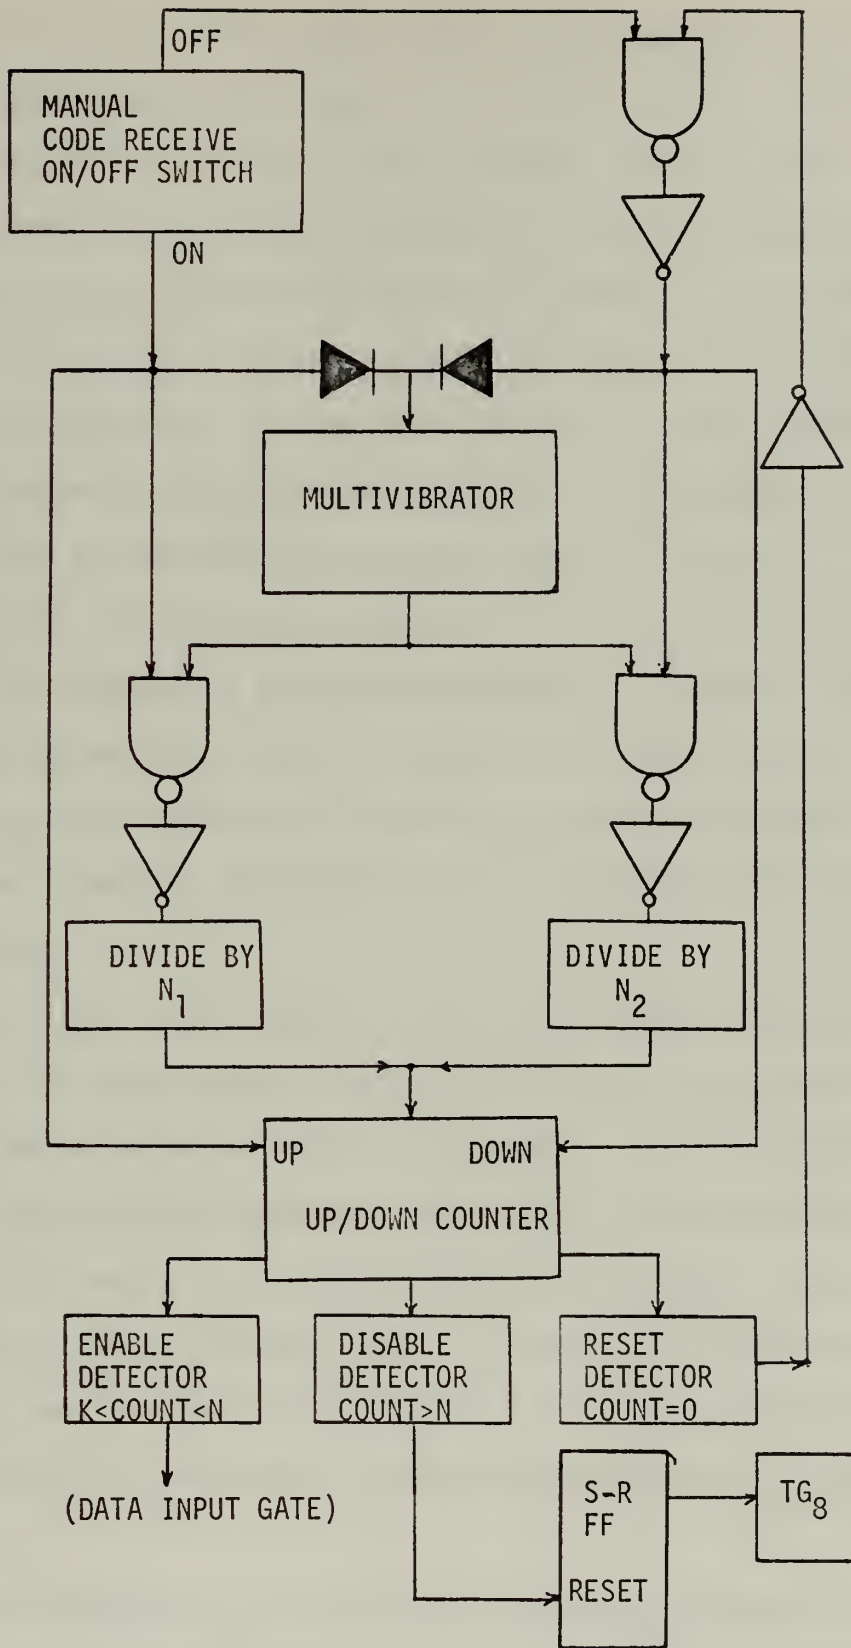 OFF
MANUAL
CODE RECEIVE
ON/OFF SWITCH
ON
MULTIVIBRATOR
DIVIDE BY
N1
DIVIDE BY
N2
UP
DOWN
UP/DOWN COUNTER
ENABLE
DETECTOR
K<COUNT<N
DISABLE
DETECTOR
COUNT>N
RESET
DETECTOR
COUNT=0
(DATA INPUT GATE)
S-R
FF
RESET
TG8